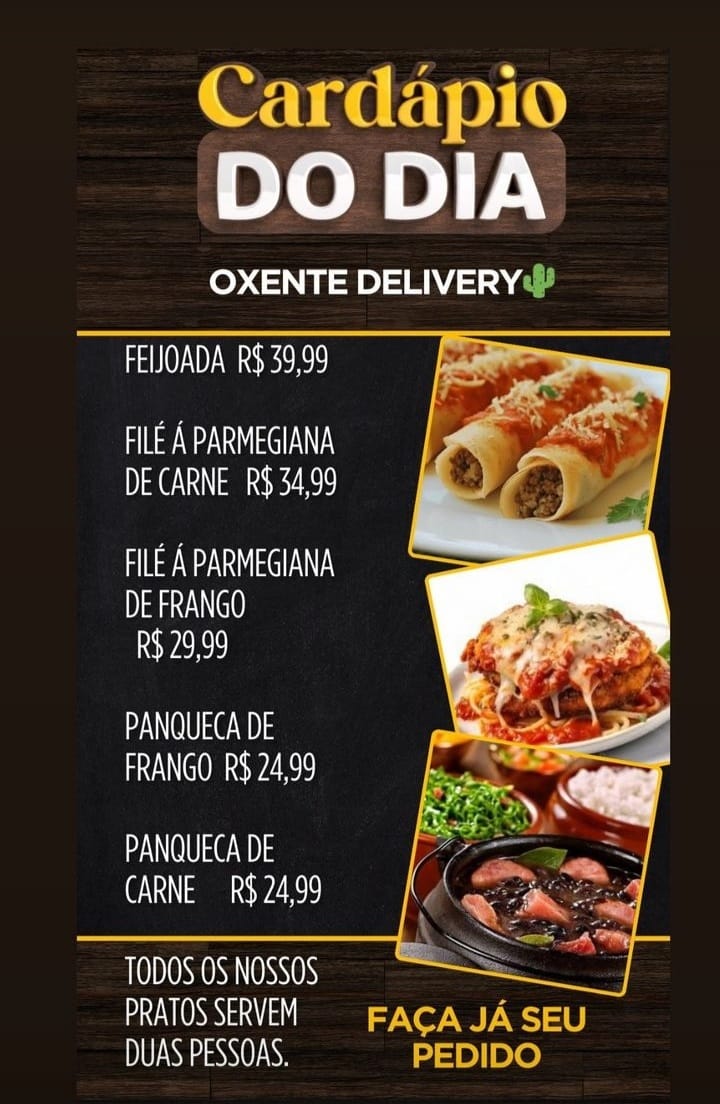 Cardápio
DO DIA
OXENTE DELIVERY🌵
FEIJOADA R$ 39,99
FILÉ Á PARMEGIANA
DE CARNE R$ 34,99
FILÉ Á PARMEGIANA
DE FRANGO
R$ 29,99
PANQUECA DE
FRANGO R$ 24,99
PANQUECA DE
CARNE R$ 24,99
TODOS OS NOSSOS
PRATOS SERVEM
DUAS PESSOAS.
FAÇA JÁ SEU
PEDIDO